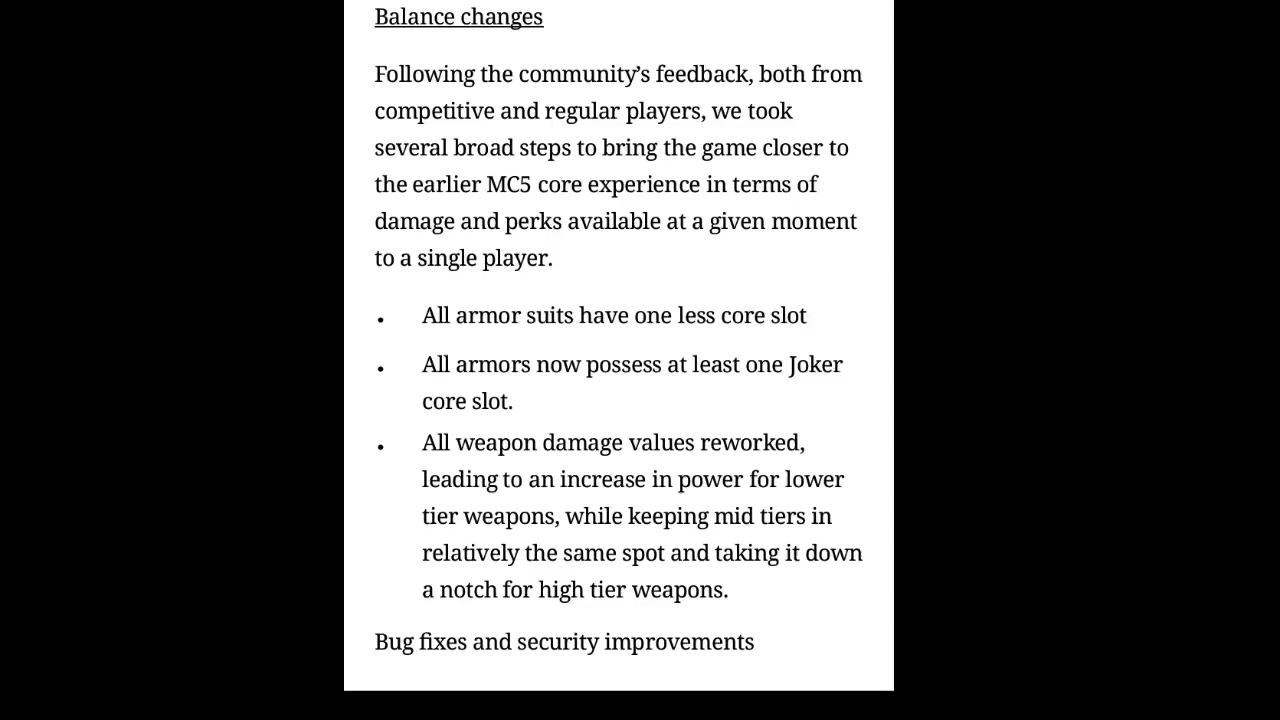 Balance changes
Following the community’s feedback, both from
competitive and regular players, we took
several broad steps to bring the game closer to
the earlier MC5 core experience in terms of
damage and perks available at a given moment
to a single player.
• All armor suits have one less core slot
• All armors now possess at least one Joker
core slot.
• All weapon damage values reworked,
leading to an increase in power for lower
tier weapons, while keeping mid tiers in
relatively the same spot and taking it down
a notch for high tier weapons.
Bug fixes and security improvements